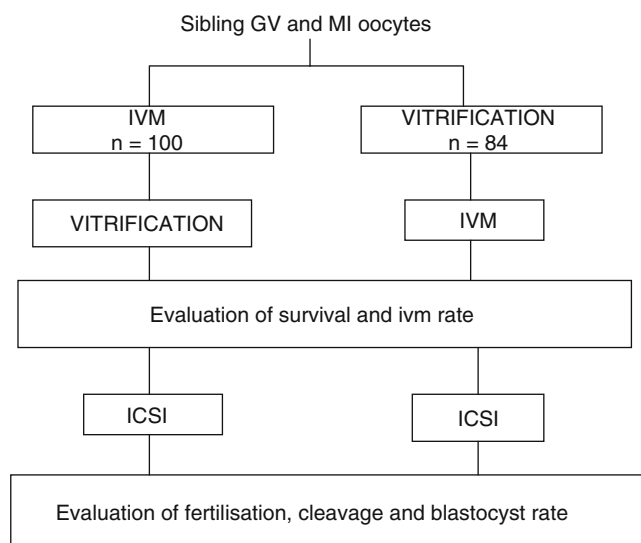 Sibling GV and MI oocytes
IVM
n = 100
VITRIFICATION
n = 84
VITRIFICATION
IVM
Evaluation of survival and ivm rate
ICSI
ICSI
Evaluation of fertilisation, cleavage and blastocyst rate